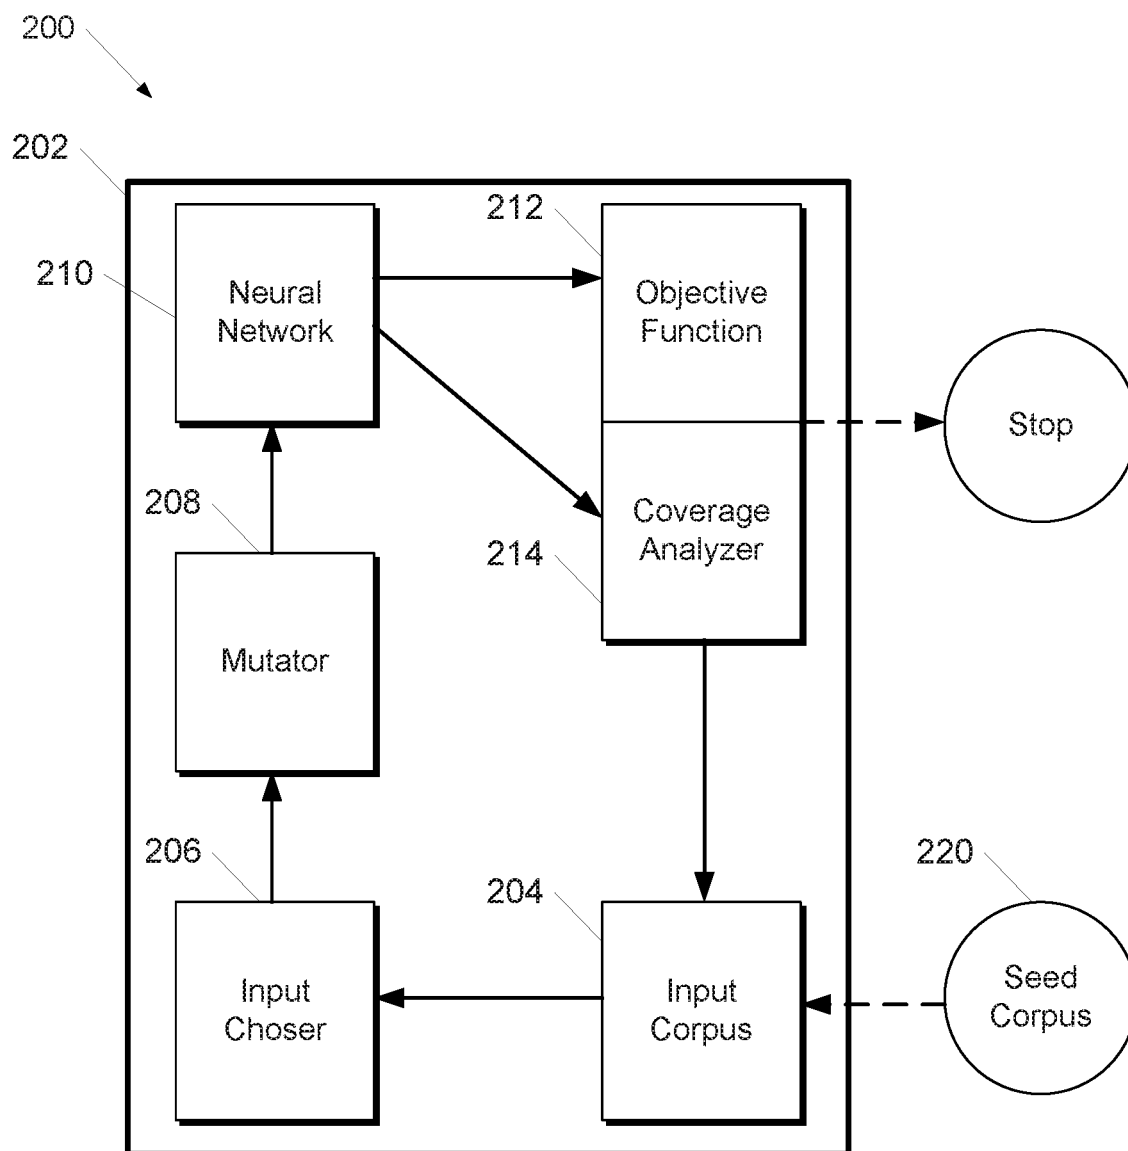 200
202
212
210
Neural
Network
Objective
Function
Stop
208
Coverage
Analyzer
214
Mutator
206
204
220
Input
Choser
Input
Corpus
Seed
Corpus